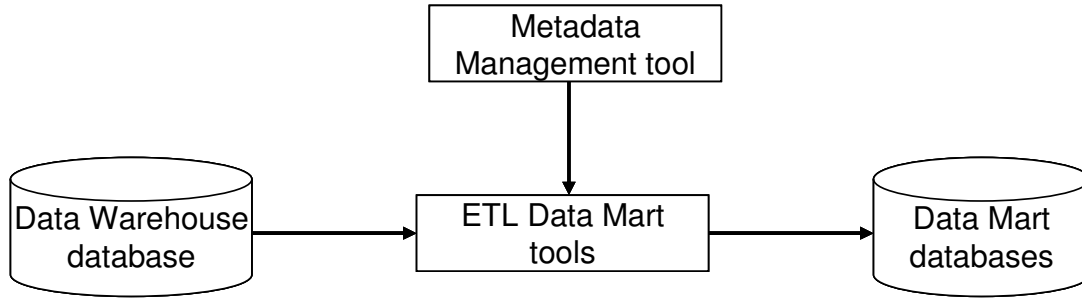 Metadata
Management tool
Data Warehouse
database
ETL Data Mart
tools
Data Mart
databases